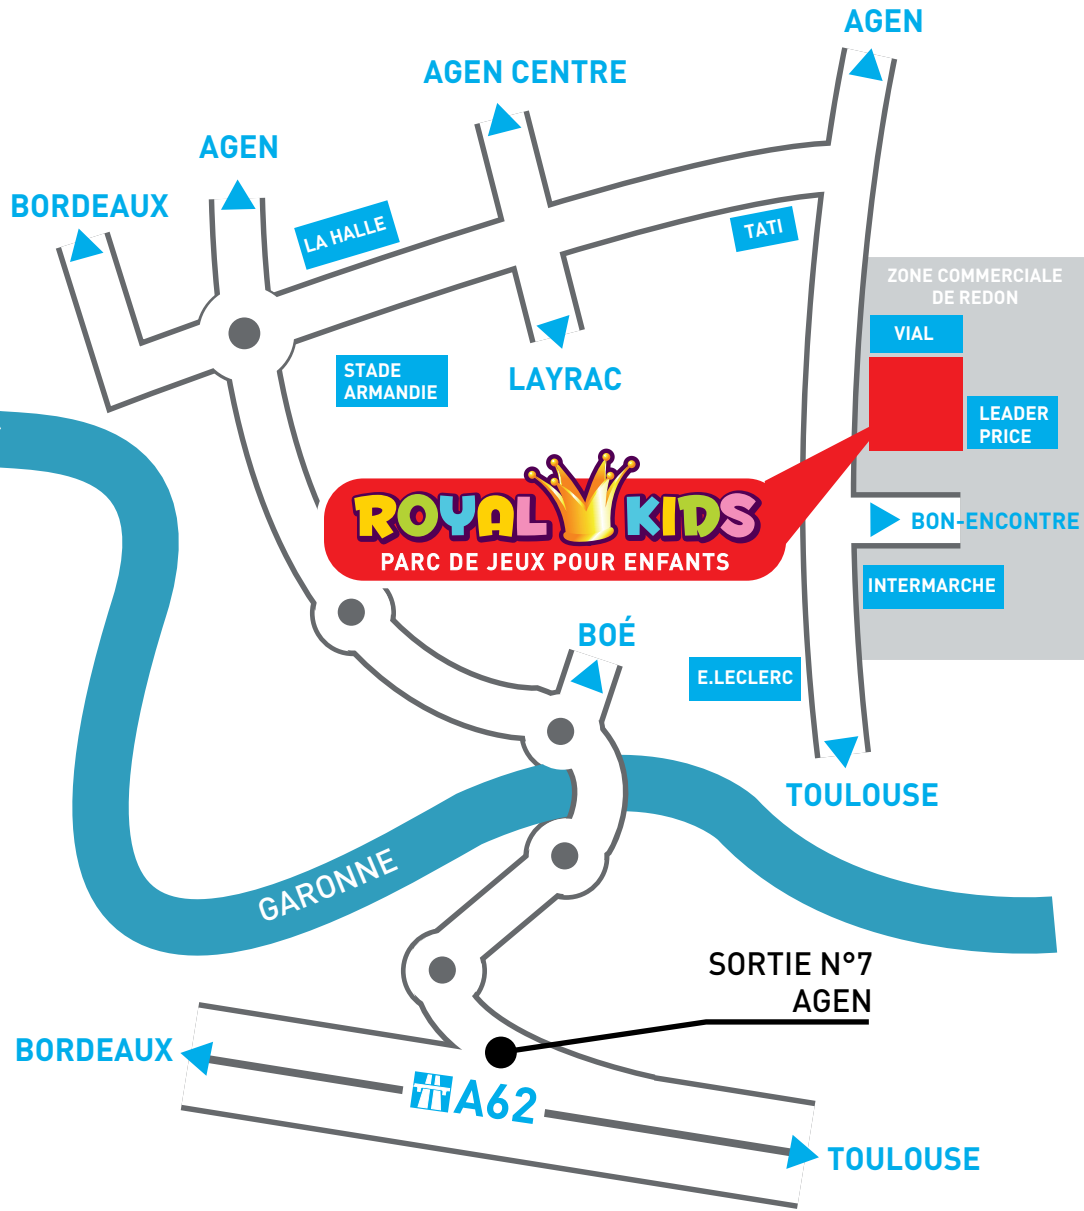 AGEN
AGEN CENTRE
AGEN
BORDEAUX
LA HALLE
TATI
ZONE COMMERCIALE
DE REDON
VIAL
STADE
ARMANDIE
LAYRAC
LEADER
PRICE
ROYAL KIDS
PARC DE JEUX POUR ENFANTS
BON-ENCONTRE
INTERMARCHE
BOÉ
E.LECLERC
TOULOUSE
GARONNE
SORTIE N°7
AGEN
BORDEAUX
A62
TOULOUSE